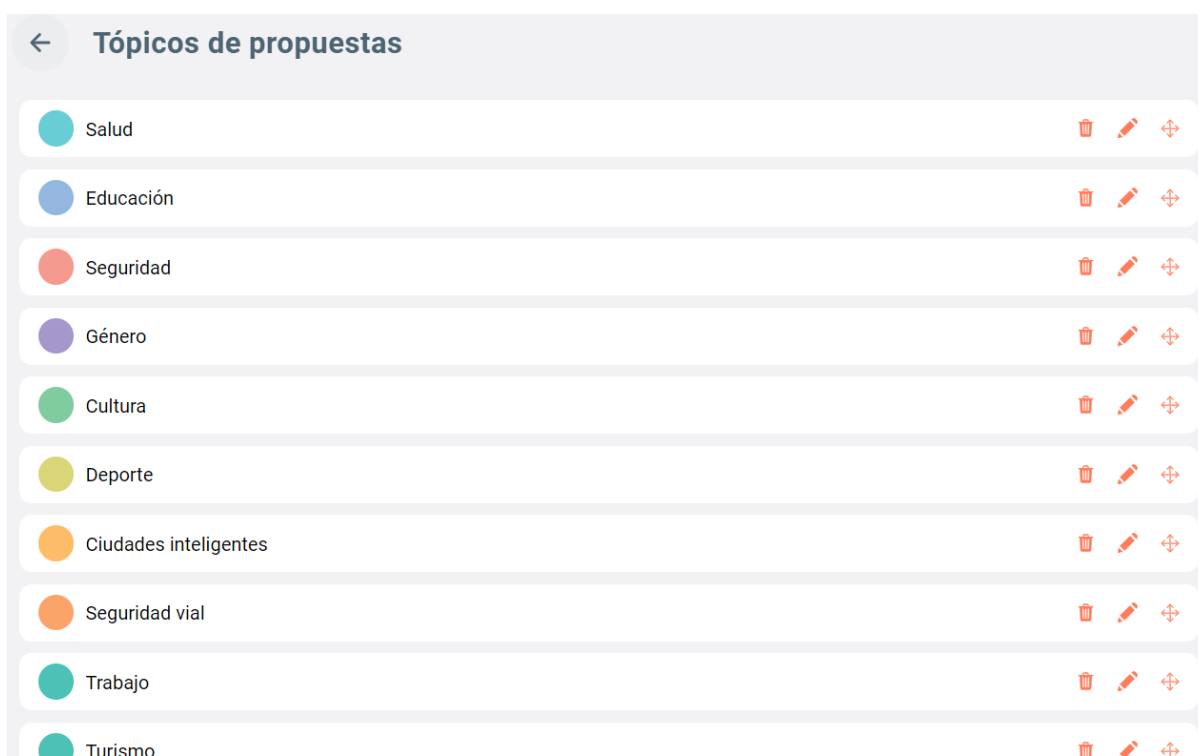 Tópicos de propuestas
Salud
Educación
Seguridad
Género
Cultura
Deporte
Ciudades inteligentes
Seguridad vial
Trabajo
Turismo